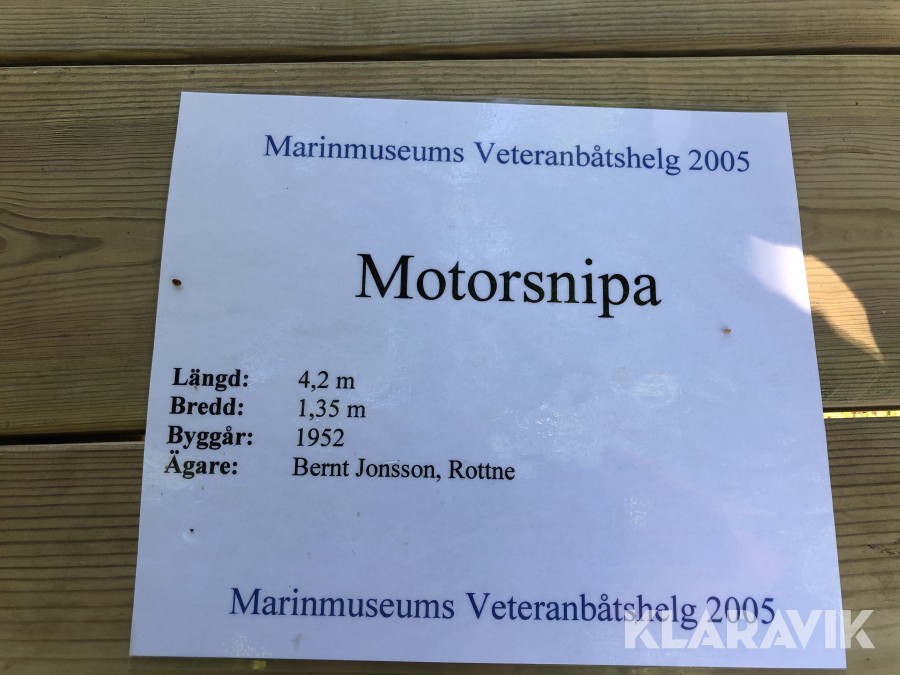 Marinmuseums Veteranbåtshelg 2005
Motorsnipa
Längd: 4,2 m
Bredd: 1,35 m
Byggår: 1952
Ägare: Bernt Jonsson, Rottne
Marinmuseums Veteranbåtshelg 2005
KLARAVIK